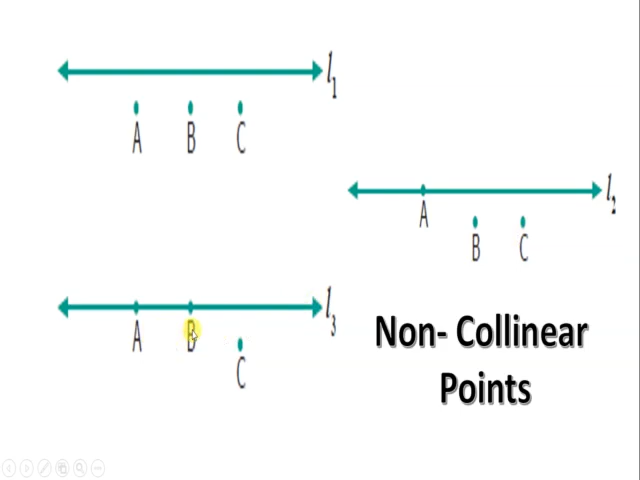 l1
A B C
l2
A
B C
l3
A B
C
Non- Collinear
Points